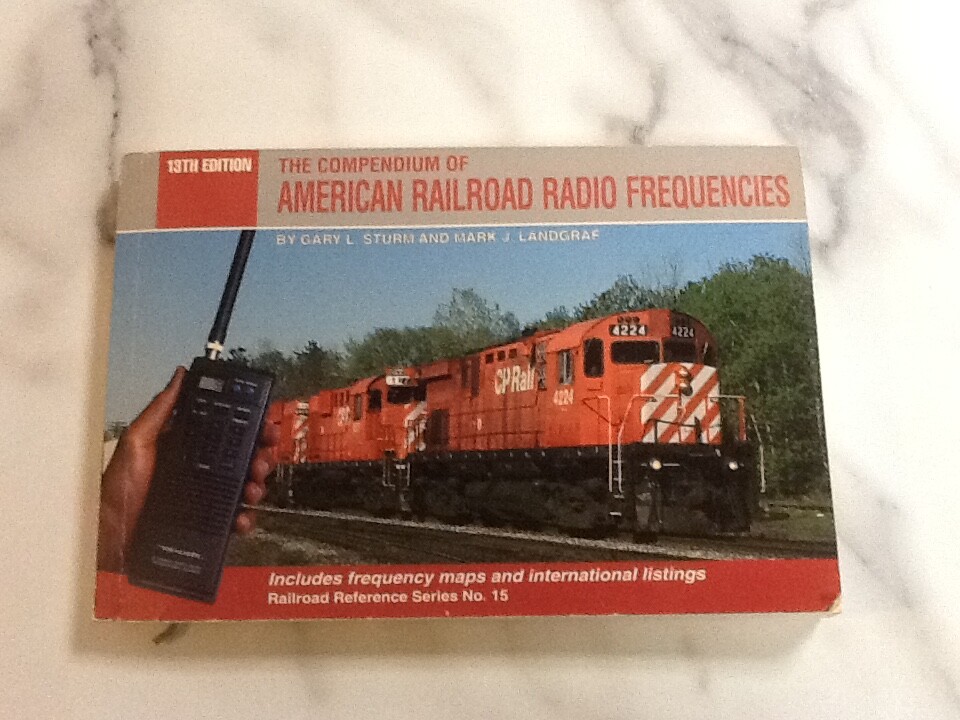 13TH EDITION
THE COMPENDIUM OF
AMERICAN RAILROAD RADIO FREQUENCIES
BY GARY L. STURM AND MARK J. LANDGRAF
4224
4224
CP Rail
4224
Includes frequency maps and international listings
Railroad Reference Series No. 15